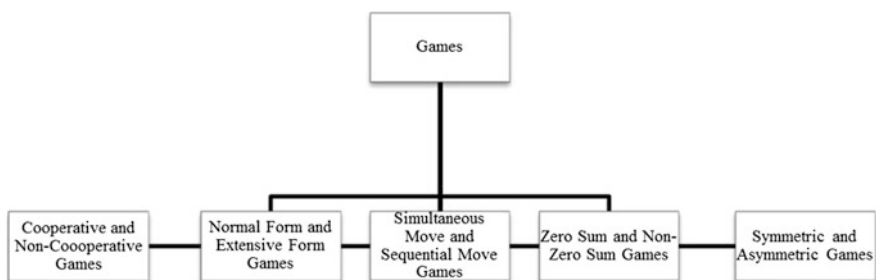 Games
Cooperative and
Non-Coooperative
Games
Normal Form and
Extensive Form
Games
Simultaneous
Move and
Sequential Move
Games
Zero Sum and Non-
Zero Sum Games
Symmetric and
Asymmetric Games